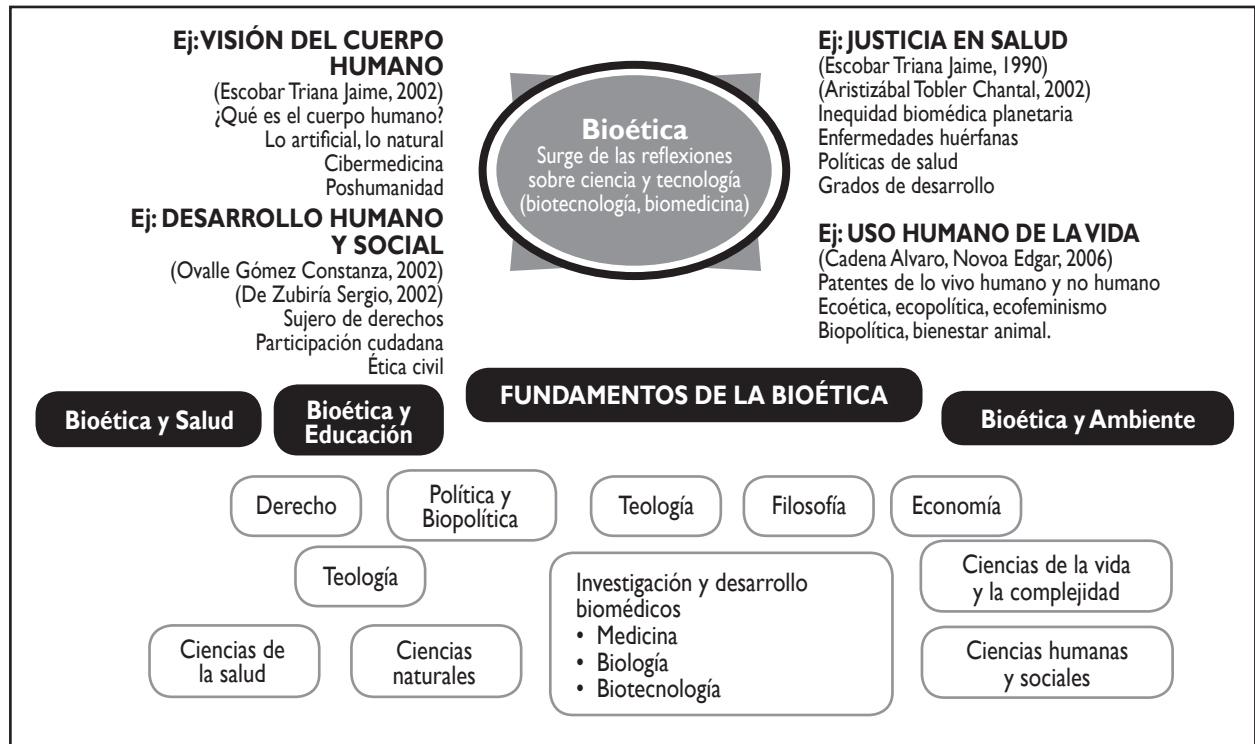 Ej: VISIÓN DEL CUERPO
HUMANO
(Escobar Triana Jaime, 2002)
¿Qué es el cuerpo humano?
Lo artificial, lo natural
Cibermedicina
Poshumanidad
Ej: DESARROLLO HUMANO
Y SOCIAL
(Ovalle Gómez Constanza, 2002)
(De Zubiría Sergio, 2002)
Sujero de derechos
Participación cudadana
Ética civil
Bioética
Surge de las reflexiones
sobre ciencia y tecnología
(biotecnología, biomedicina)
Ej: JUSTICIA EN SALUD
(Escobar Triana Jaime, 1990)
(Aristizábal Tobler Chantal, 2002)
Inequidad biomédica planetaria
Enfermedades huérfanas
Políticas de salud
Grados de desarrollo
Ej: USO HUMANO DE LA VIDA
(Cadena Alvaro, Novoa Edgar, 2006)
Patentes de lo vivo humano y no humano
Ecoética, ecopolítica, ecofeminismo
Biopolítica, bienestar animal.
Bioética y Salud
Bioética y
Educación
FUNDAMENTOS DE LA BIOÉTICA
Bioética y Ambiente
Derecho
Política y
Biopolítica
Teología
Filosofía
Economía
Teología
Investigación y desarrollo
biomédicos
• Medicina
• Biología
• Biotecnología
Ciencias de la vida
y la complejidad
Ciencias de
la salud
Ciencias
naturales
Ciencias humanas
y sociales